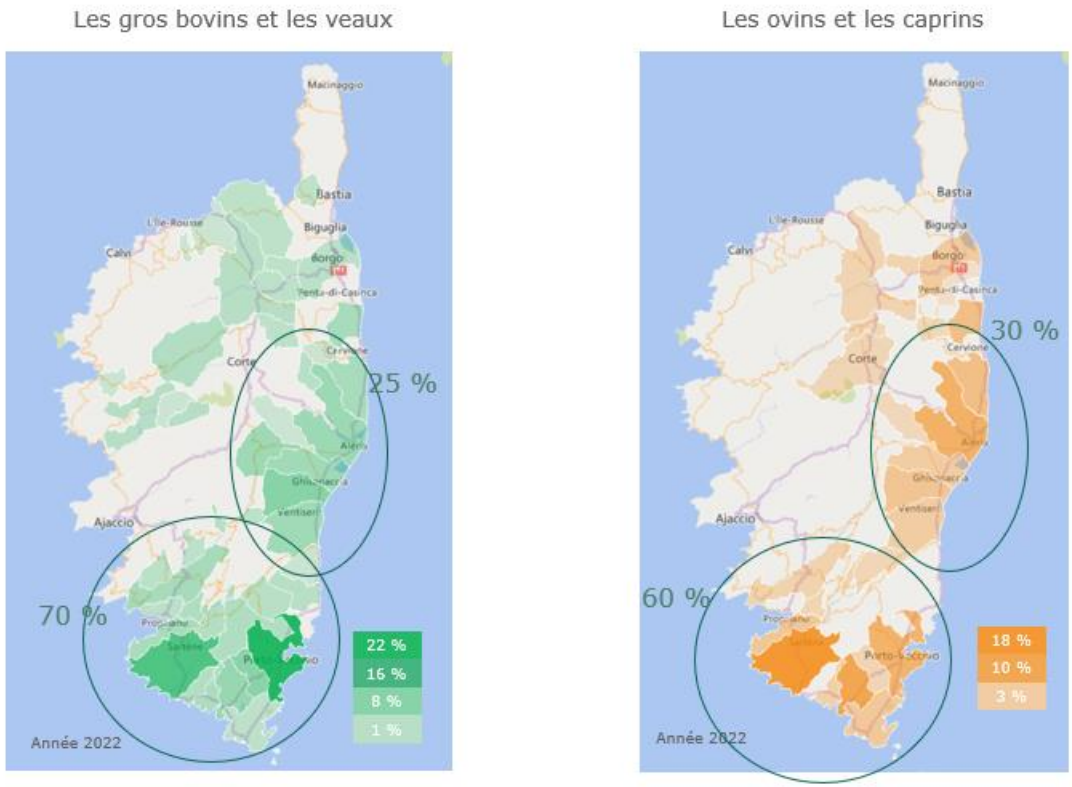 Les gros bovins et les veaux
Les ovins et les caprins
Macinaggio
Bastia
L'Île-Rousse
Biguglia
Calvi
Borgo
Penta-di-Casinca
Corte
Cervione
25 %
Aléria
Ghisonaccia
Ventiseri
Ajaccio
70 %
Propriano
Sartène
Porto-Vecchio
22 %
16 %
8 %
1 %
Année 2022
Macinaggio
Bastia
L'Île-Rousse
Biguglia
Calvi
Borgo
Penta-di-Casinca
30 %
Cervione
Corte
Aléria
Ghisonaccia
Ventiseri
Ajaccio
60 %
Propriano
Porto-Vecchio
18 %
10 %
3 %
Année 2022